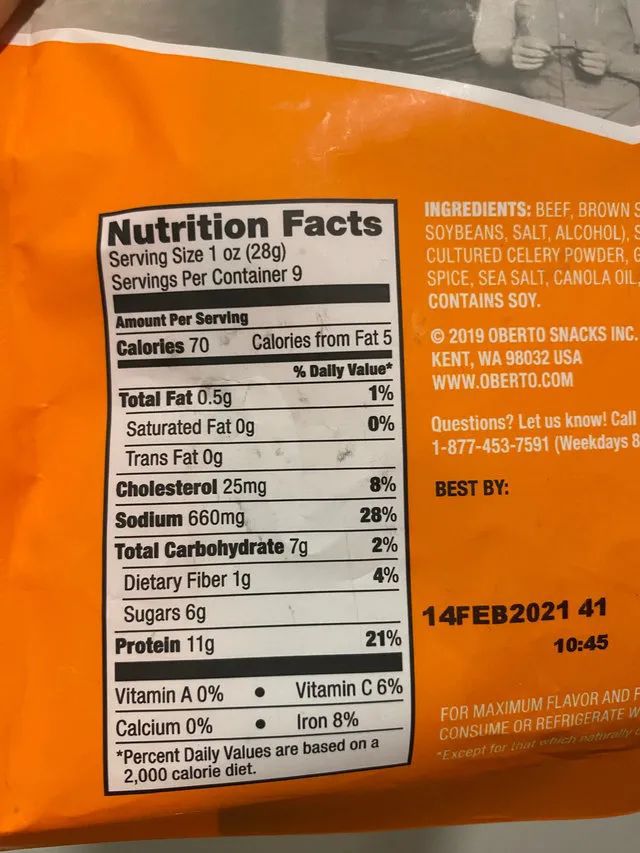 Nutrition Facts
Serving Size 1 oz (28g)
Servings Per Container 9
Amount Per Serving
Calories 70 Calories from Fat 5
% Daily Value*
Total Fat 0.5g 1%
Saturated Fat 0g 0%
Trans Fat 0g
Cholesterol 25mg 8%
Sodium 660mg 28%
Total Carbohydrate 7g 2%
Dietary Fiber 1g 4%
Sugars 6g
Protein 11g 21%
Vitamin A 0% • Vitamin C 6%
Calcium 0% • Iron 8%
*Percent Daily Values are based on a
2,000 calorie diet.
INGREDIENTS: BEEF, BROWN
SOYBEANS, SALT, ALCOHOL),
CULTURED CELERY POWDER,
SPICE, SEA SALT, CANOLA OIL,
CONTAINS SOY.
© 2019 OBERTO SNACKS INC.
KENT, WA 98032 USA
WWW.OBERTO.COM
Questions? Let us know! Call
1-877-453-7591 (Weekdays 8
BEST BY:
14FEB2021 41
10:45
FOR MAXIMUM FLAVOR AND
CONSUME OR REFRIGERATE
*Except for that which naturally